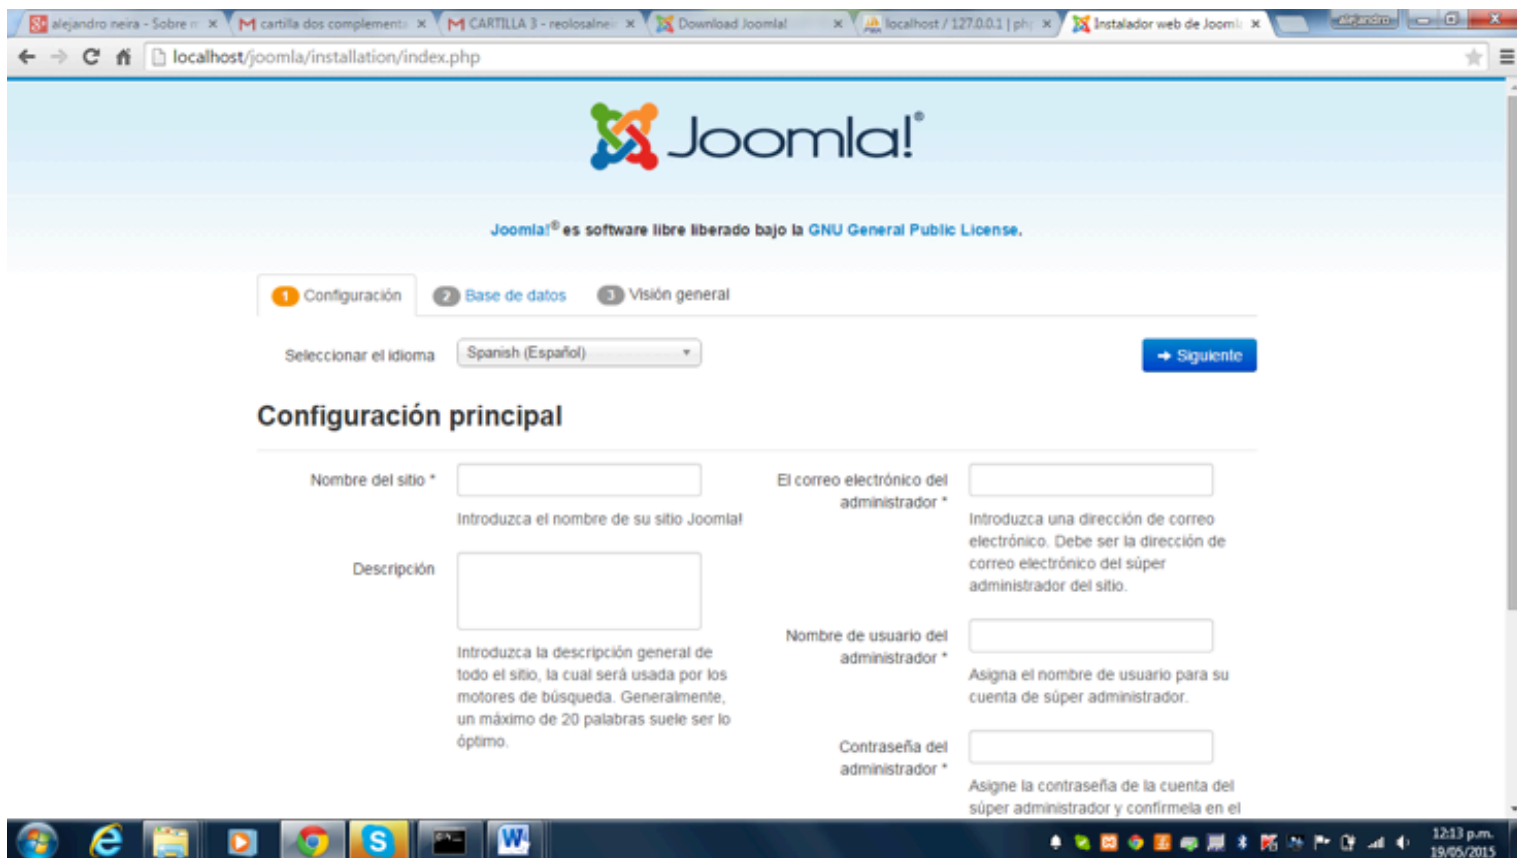 alejandro neira - Sobre m
cartilla dos complementa
CARTILLA 3 - reolosalnei
Download Joomla!
localhost / 127.0.0.1 | ph
Instalador web de Joomla
alejandro
localhost/joomla/installation/index.php
Joomla!®
Joomla!® es software libre liberado bajo la GNU General Public License.
1 Configuración
2 Base de datos
3 Visión general
Seleccionar el idioma
Spanish (Español)
Siguiente
Configuración principal
Nombre del sitio *
Introduzca el nombre de su sitio Joomla!
Descripción
Introduzca la descripción general de
todo el sitio, la cual será usada por los
motores de búsqueda. Generalmente,
un máximo de 20 palabras suele ser lo
óptimo.
El correo electrónico del
administrador *
Introduzca una dirección de correo
electrónico. Debe ser la dirección de
correo electrónico del súper
administrador del sitio.
Nombre de usuario del
administrador *
Asigna el nombre de usuario para su
cuenta de súper administrador.
Contraseña del
administrador *
Asigne la contraseña de la cuenta del
súper administrador y confírmela en el
12:13 p.m.
19/05/2015